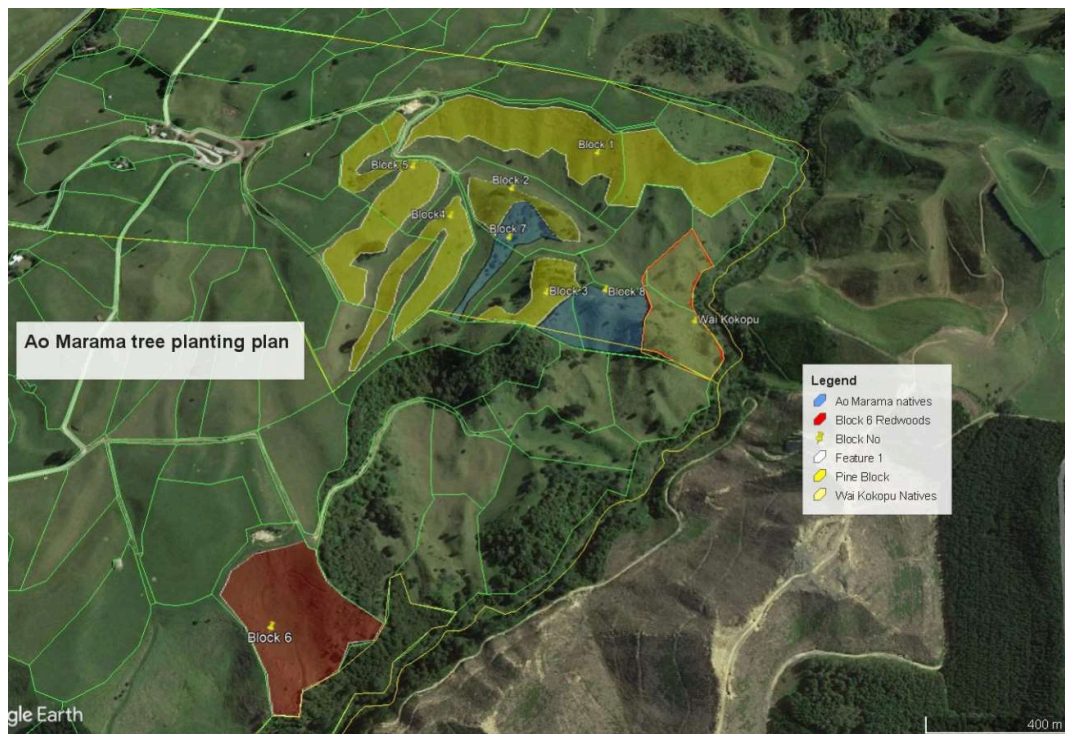 Block 1
Block 5
Block 2
Block4
Block 7
Block 3
Block 8
Wai Kokopu
Ao Marama tree planting plan
Legend
Ao Marama natives
Block 6 Redwoods
Block No
Feature 1
Pine Block
Wai Kokopu Natives
Block 6
gle Earth
400 m